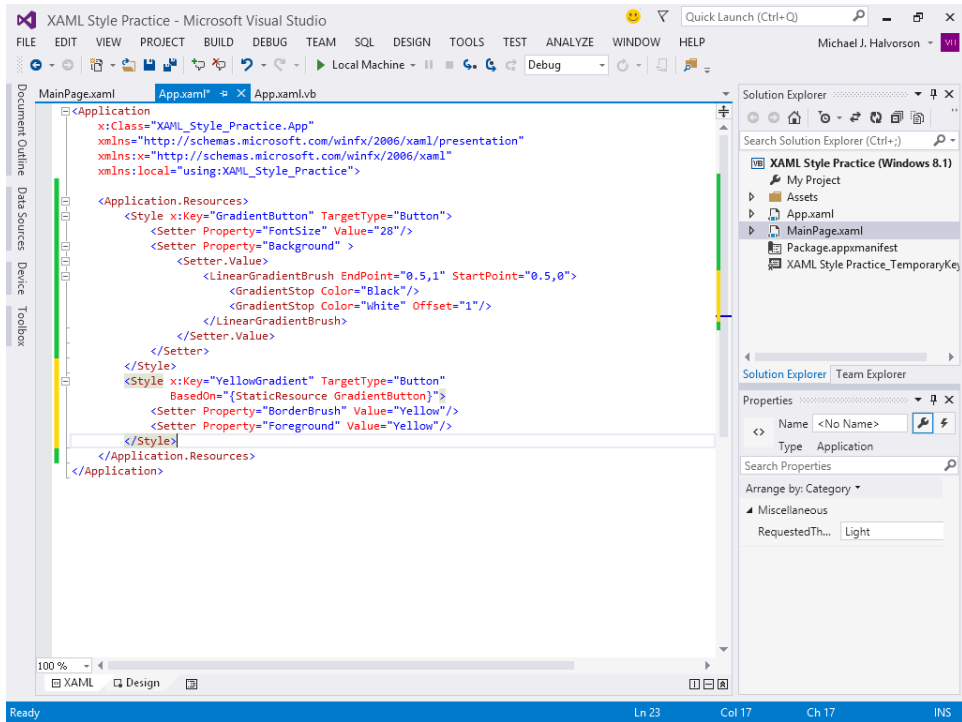 XAML Style Practice - Microsoft Visual Studio
Quick Launch (Ctrl+Q)
FILE EDIT VIEW PROJECT BUILD DEBUG TEAM SQL DESIGN TOOLS TEST ANALYZE WINDOW HELP
Michael J. Halvorson
Local Machine
Debug
Document Outline
Data Sources
Device
Toolbox
MainPage.xaml App.xaml* App.xaml.vb
<Application
x:Class="XAML_Style_Practice.App"
xmlns="http://schemas.microsoft.com/winfx/2006/xaml/presentation"
xmlns:x="http://schemas.microsoft.com/winfx/2006/xaml"
xmlns:local="using:XAML_Style_Practice">
<Application.Resources>
<Style x:Key="GradientButton" TargetType="Button">
<Setter Property="FontSize" Value="28"/>
<Setter Property="Background" >
<Setter.Value>
<LinearGradientBrush EndPoint="0.5,1" StartPoint="0.5,0">
<GradientStop Color="Black"/>
<GradientStop Color="White" Offset="1"/>
</LinearGradientBrush>
</Setter.Value>
</Setter>
</Style>
<Style x:Key="YellowGradient" TargetType="Button"
BasedOn="{StaticResource GradientButton}">
<Setter Property="BorderBrush" Value="Yellow"/>
<Setter Property="Foreground" Value="Yellow"/>
</Style>
</Application.Resources>
</Application>
100 %
XAML Design
Solution Explorer
Search Solution Explorer (Ctrl+;)
VB XAML Style Practice (Windows 8.1)
My Project
Assets
App.xaml
MainPage.xaml
Package.appxmanifest
XAML Style Practice_TemporaryKey
Solution Explorer Team Explorer
Properties
Name <No Name>
Type Application
Search Properties
Arrange by: Category
Miscellaneous
RequestedTh... Light
Ready
Ln 23 Col 17 Ch 17 INS